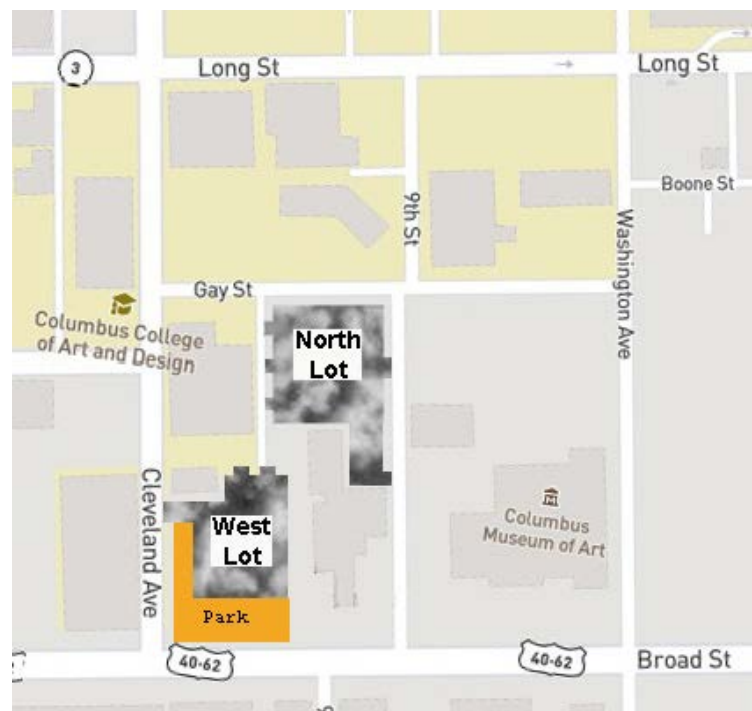 3
Long St
Long St
Boone St
9th St
Washington Ave
Gay St
Columbus College
of Art and Design
North
Lot
Cleveland Ave
West
Lot
Columbus
Museum of Art
Park
40-62
40-62
Broad St